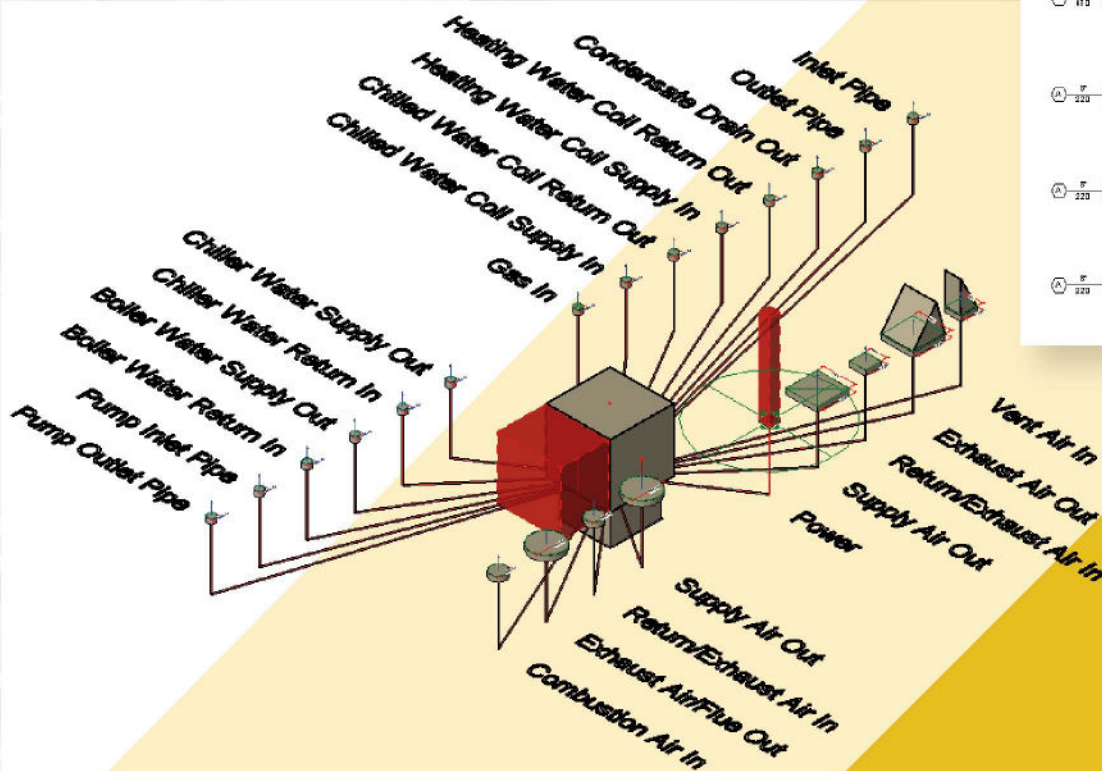 Inlet Pipe
Outlet Pipe
Condensate Drain Out
Heating Water Coil Return Out
Heating Water Coil Supply In
Chilled Water Coil Return Out
Chilled Water Coil Supply In
Gas In
Chiller Water Supply Out
Chiller Water Return In
Boiler Water Supply Out
Boiler Water Return In
Pump Inlet Pipe
Pump Outlet Pipe
Vent Air In
Exhaust Air Out
Return/Exhaust Air In
Supply Air Out
Power
Supply Air Out
Return/Exhaust Air In
Exhaust Air/Flue Out
Combustion Air In
A
220
A
220
A
220